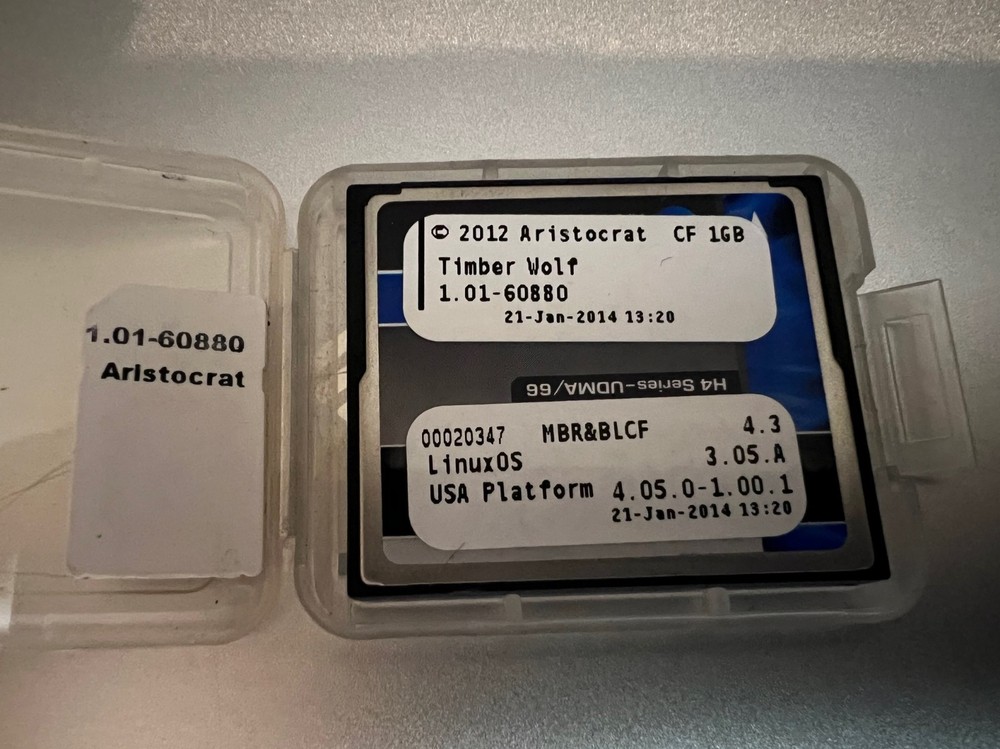 1.01-60880
Aristocrat
© 2012 Aristocrat CF 1GB
Timber Wolf
1.01-60880
21-Jan-2014 13:20
H4 Series-UDMA/66
00020347 MBR&BLCF 4.3
LinuxOS 3.05.A
USA Platform 4.05.0-1.00.1
21-Jan-2014 13:20